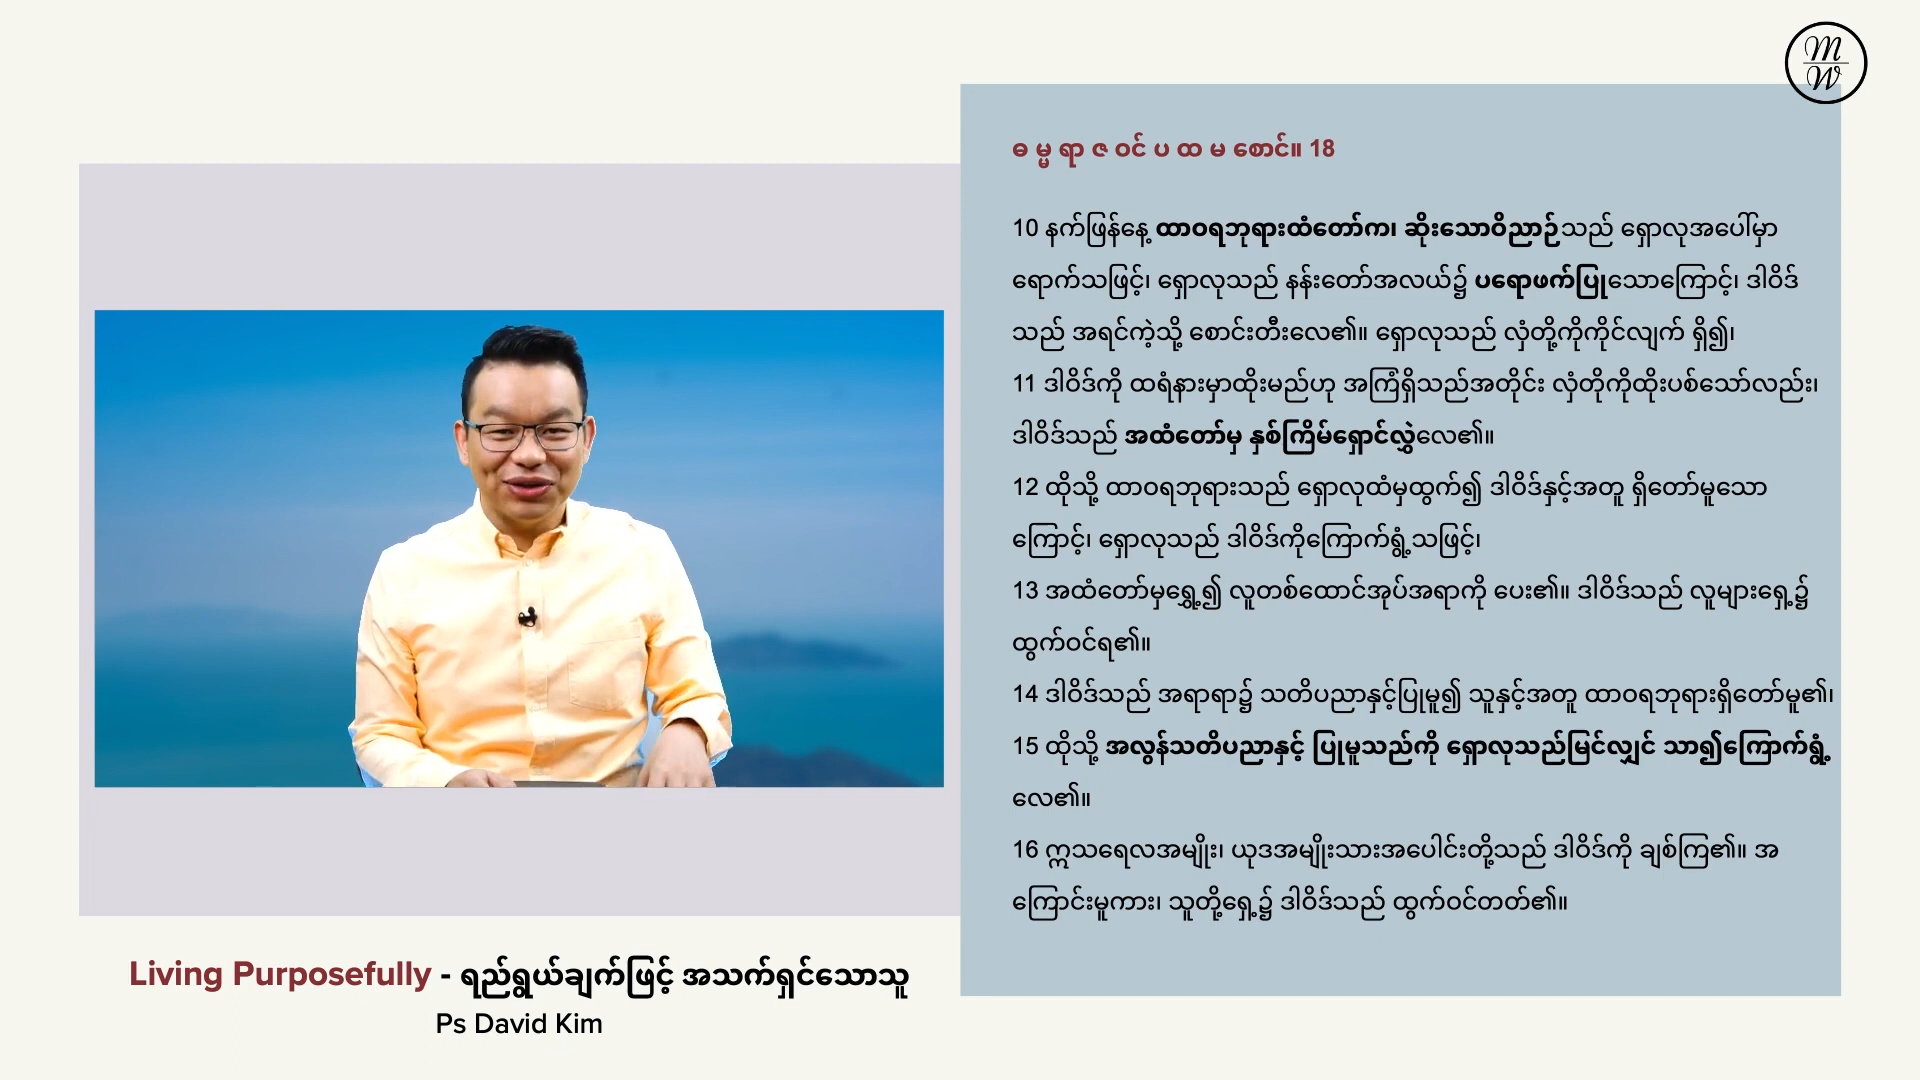 M
W
ဓ မ္မ ရာ ဇ ဝင် ပ ထ မ စောင်။ 18
10 နက်ဖြန်နေ့ ထာဝရဘုရားထံတော်က၊ ဆိုးသောဝိညာဉ်သည် ရှောလုအပေါ်မှာ
ရောက်သဖြင့်၊ ရှောလုသည် နန်းတော်အလယ်၌ ပရောဖက်ပြုသောကြောင့်၊ ဒါဝိဒ်
သည် အရင်ကဲ့သို့ စောင်းတီးလေ၏။ ရှောလုသည် လှံတို့ကိုကိုင်လျက် ရှိ၍၊
11 ဒါဝိဒ်ကို ထရံနားမှာထိုးမည်ဟု အကြံရှိသည်အတိုင်း လှံတိုကိုထိုးပစ်သော်လည်း၊
ဒါဝိဒ်သည် အထံတော်မှ နှစ်ကြိမ်ရှောင်လွှဲလေ၏။
12 ထိုသို့ ထာဝရဘုရားသည် ရှောလုထံမှထွက်၍ ဒါဝိဒ်နှင့်အတူ ရှိတော်မူသော
ကြောင့်၊ ရှောလုသည် ဒါဝိဒ်ကိုကြောက်ရွံ့သဖြင့်၊
13 အထံတော်မှရွှေ့၍ လူတစ်ထောင်အုပ်အရာကို ပေး၏။ ဒါဝိဒ်သည် လူများရှေ့၌
ထွက်ဝင်ရ၏။
14 ဒါဝိဒ်သည် အရာရာ၌ သတိပညာနှင့်ပြုမူ၍ သူနှင့်အတူ ထာဝရဘုရားရှိတော်မူ၏၊
15 ထိုသို့ အလွန်သတိပညာနှင့် ပြုမူသည်ကို ရှောလုသည်မြင်လျှင် သာ၍ကြောက်ရွံ့
လေ၏။
16 ဣသရေလအမျိုး၊ ယုဒအမျိုးသားအပေါင်းတို့သည် ဒါဝိဒ်ကို ချစ်ကြ၏။ အ
ကြောင်းမူကား၊ သူတို့ရှေ့၌ ဒါဝိဒ်သည် ထွက်ဝင်တတ်၏။
Living Purposefully - ရည်ရွယ်ချက်ဖြင့် အသက်ရှင်သောသူ
Ps David Kim